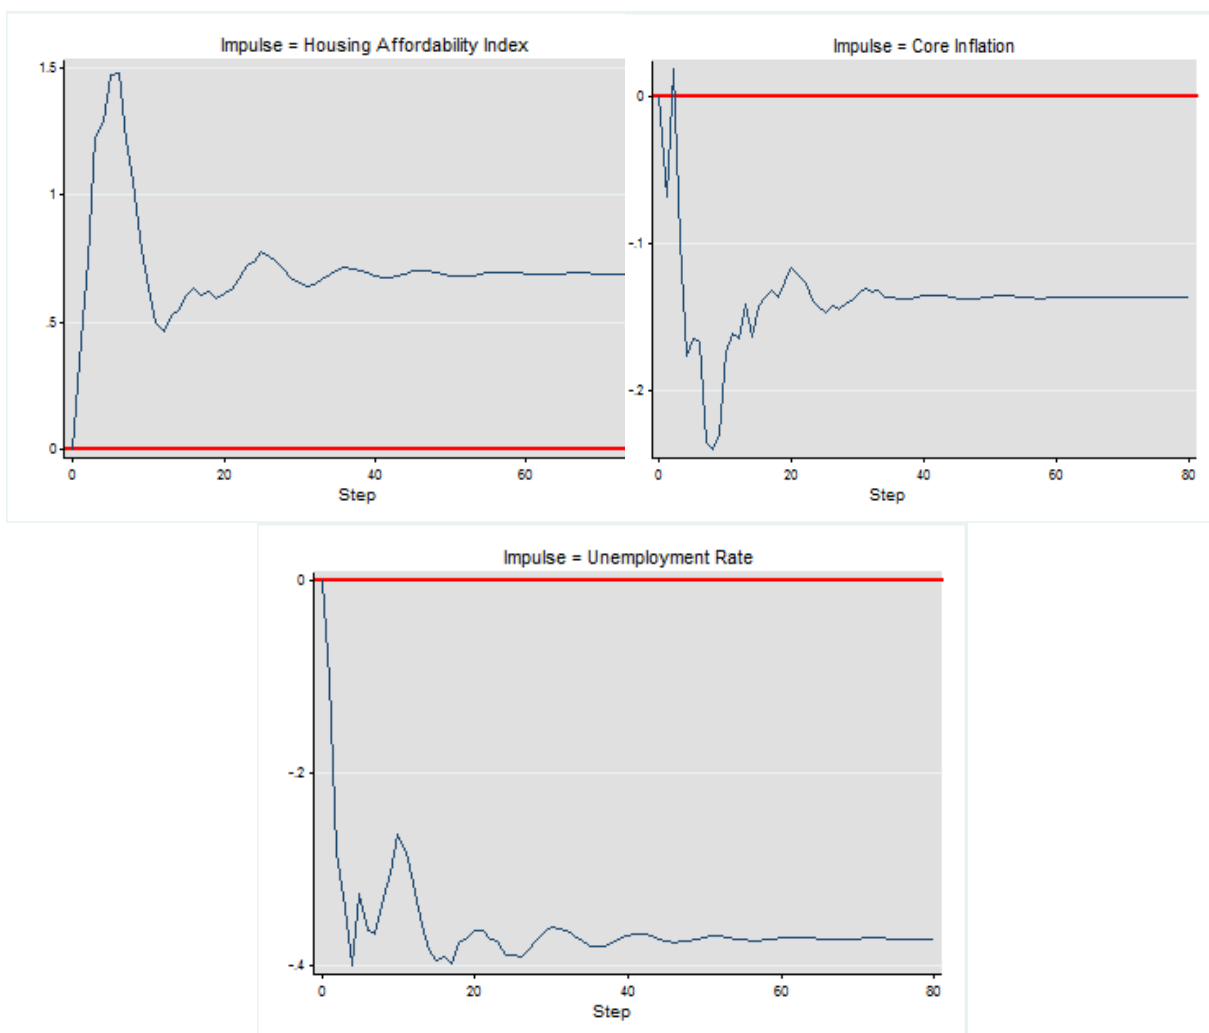 Impulse = Housing Affordability Index
1.5
1
.5
0
0 20 40 60
Step
Impulse = Core Inflation
0
-.1
-.2
0 20 40 60 80
Step
Impulse = Unemployment Rate
0
-.2
-.4
0 20 40 60 80
Step